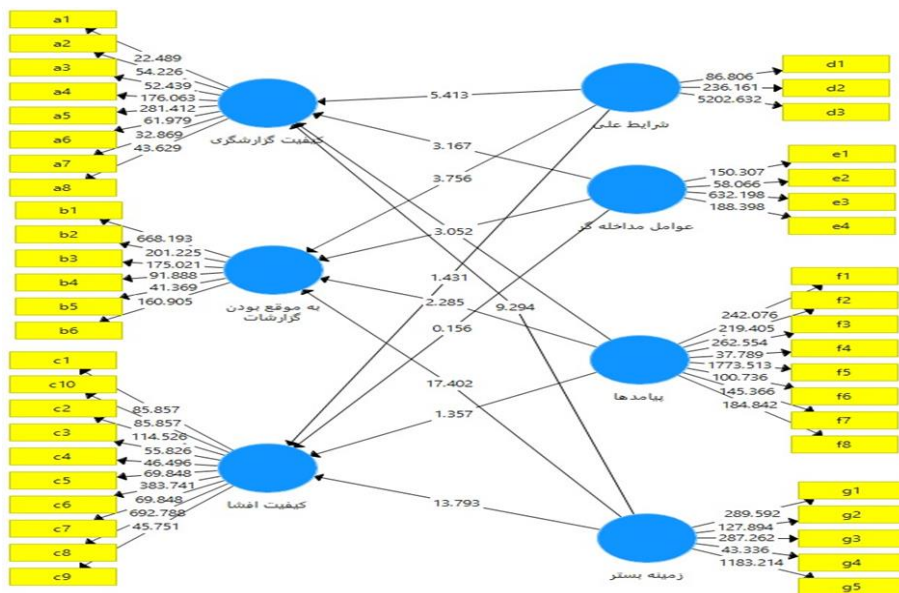 a1
a2
a3
a4
a5
a6
a7
a8
22.489
54.226
52.439
176.063
281.412
61.979
32.869
43.629
کیفیت گزارشگری
b1
b2
b3
b4
b5
b6
668.193
201.225
175.021
91.888
41.369
160.905
به موقع بودن
گزارشات
c1
c10
c2
c3
c4
c5
c6
c7
c8
c9
85.857
85.857
114.526
55.826
46.496
69.848
383.741
69.848
692.788
45.751
کیفیت افشا
5.413
3.167
3.756
3.052
1.431
2.285
9.294
0.156
17.402
1.357
13.793
شرایط علی
86.806
236.161
5202.632
d1
d2
d3
عوامل مداخله گر
150.307
58.066
632.198
188.398
e1
e2
e3
e4
پیامدها
242.076
219.405
262.554
37.789
1773.513
100.736
145.366
184.842
f1
f2
f3
f4
f5
f6
f7
f8
زمینه بستر
289.592
127.894
287.262
43.336
1183.214
g1
g2
g3
g4
g5